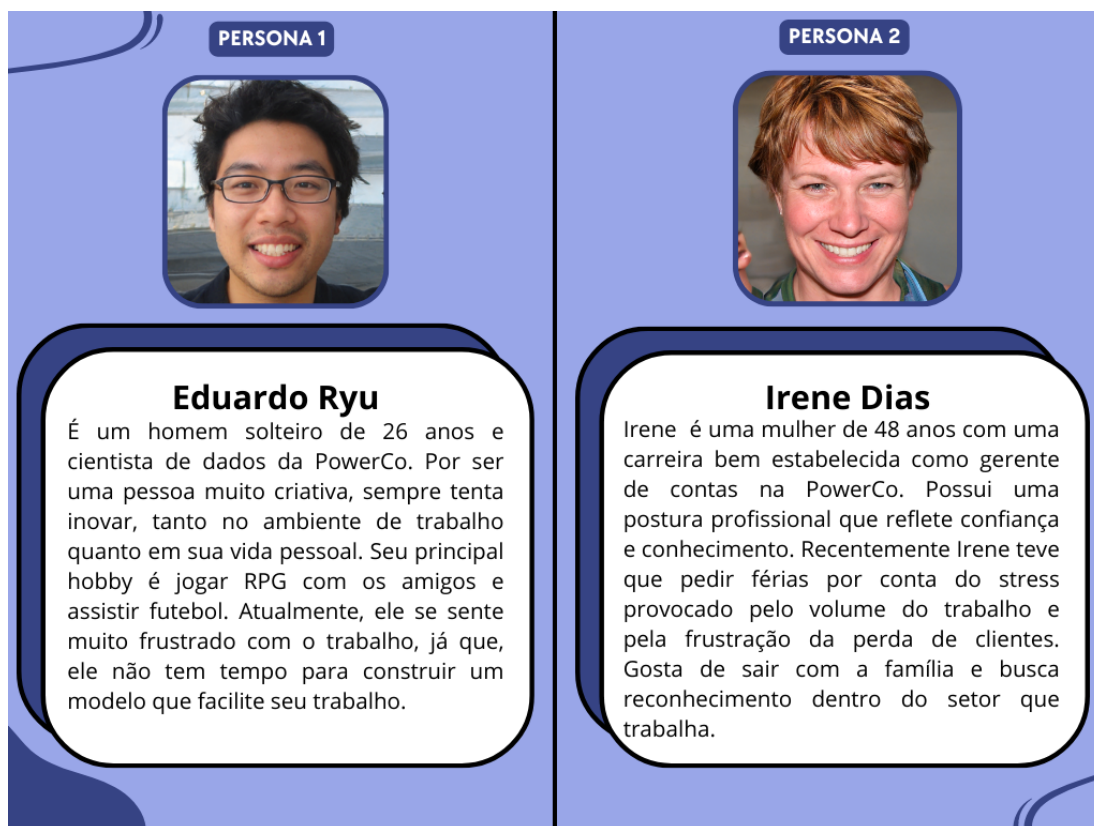 PERSONA 1
Eduardo Ryu
É um homem solteiro de 26 anos e
cientista de dados da PowerCo. Por ser
uma pessoa muito criativa, sempre tenta
inovar, tanto no ambiente de trabalho
quanto em sua vida pessoal. Seu principal
hobby é jogar RPG com os amigos e
assistir futebol. Atualmente, ele se sente
muito frustrado com o trabalho, já que,
ele não tem tempo para construir um
modelo que facilite seu trabalho.
PERSONA 2
Irene Dias
Irene é uma mulher de 48 anos com uma
carreira bem estabelecida como gerente
de contas na PowerCo. Possui uma
postura profissional que reflete confiança
e conhecimento. Recentemente Irene teve
que pedir férias por conta do stress
provocado pelo volume do trabalho e
pela frustração da perda de clientes.
Gosta de sair com a família e busca
reconhecimento dentro do setor que
trabalha.